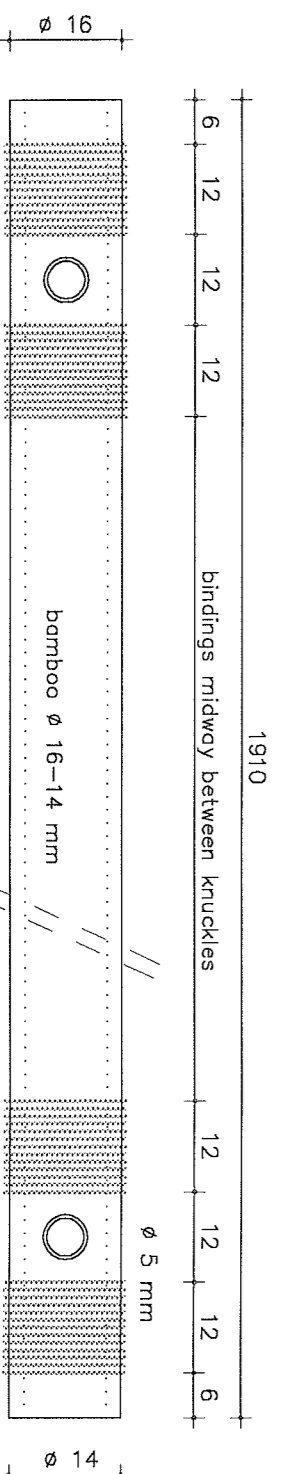 ø 16
1910
6
12
12
12
bindings midway between knuckles
12
12
12
6
bamboo ø 16–14 mm
ø 5 mm
ø 14